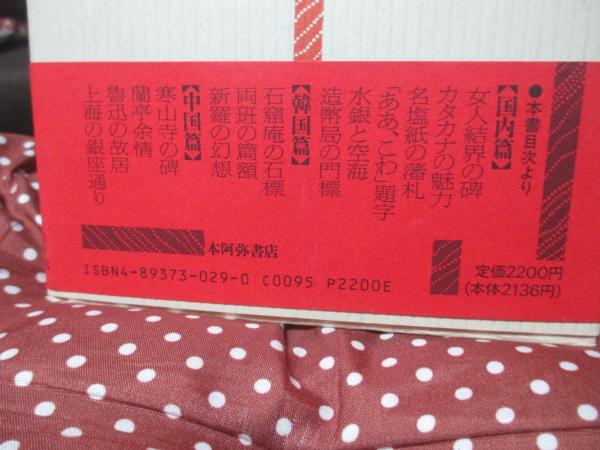 ●本書目次より
【国内篇】
女人結界の碑
カタカナの魅力
名塩紙の藩札
「ああ、こわ」題字
水銀と空海
造幣局の門標
【韓国篇】
石窟庵の石標
両班の篇額
新羅の幻想
【中国篇】
寒山寺の碑
蘭亭余情
魯迅の故居
上海の銀座通り
本阿弥書店
ISBN4-89373-029-0 C0095 P2200E
定価2200円
(本体2136円)